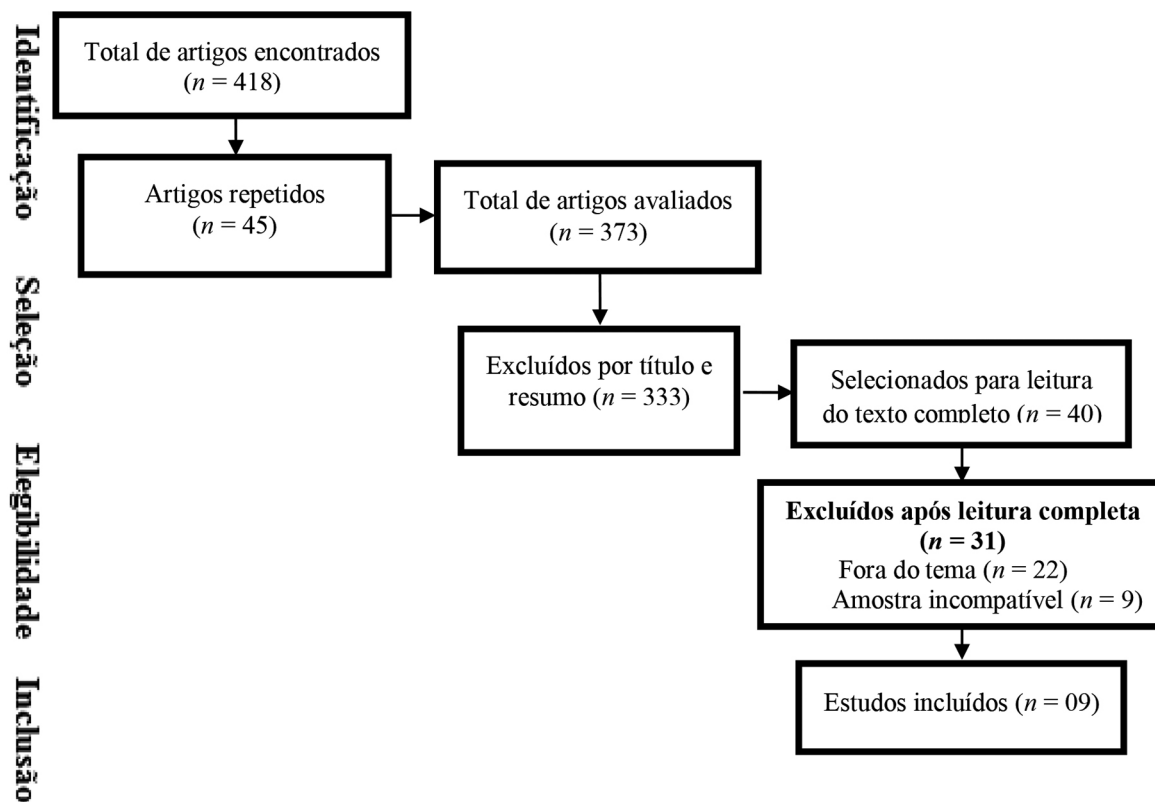 Identificação
Total de artigos encontrados
(n = 418)
Artigos repetidos
(n = 45)
Total de artigos avaliados
(n = 373)
Seleção
Excluídos por título e
resumo (n = 333)
Selecionados para leitura
do texto completo (n = 40)
Elegibilidade
Excluídos após leitura completa
(n = 31)
Fora do tema (n = 22)
Amostra incompatível (n = 9)
Inclusão
Estudos incluídos (n = 09)